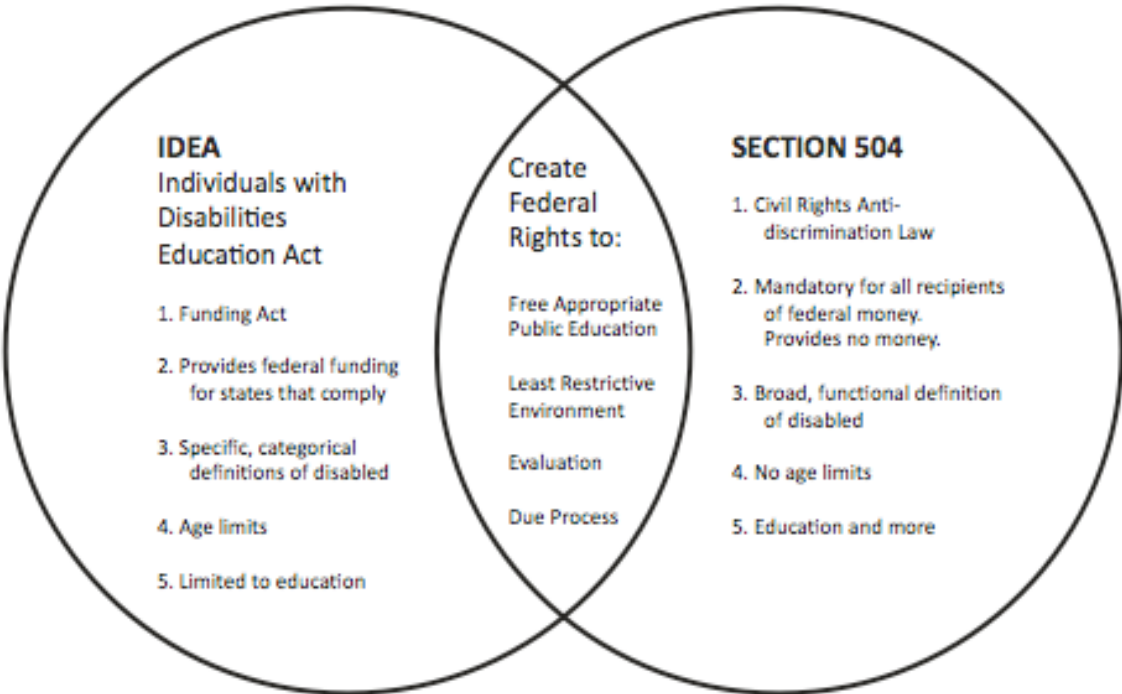 IDEA
Individuals with
Disabilities
Education Act
1. Funding Act
2. Provides federal funding
for states that comply
3. Specific, categorical
definitions of disabled
4. Age limits
5. Limited to education
Create
Federal
Rights to:
Free Appropriate
Public Education
Least Restrictive
Environment
Evaluation
Due Process
SECTION 504
1. Civil Rights Anti-
discrimination Law
2. Mandatory for all recipients
of federal money.
Provides no money.
3. Broad, functional definition
of disabled
4. No age limits
5. Education and more